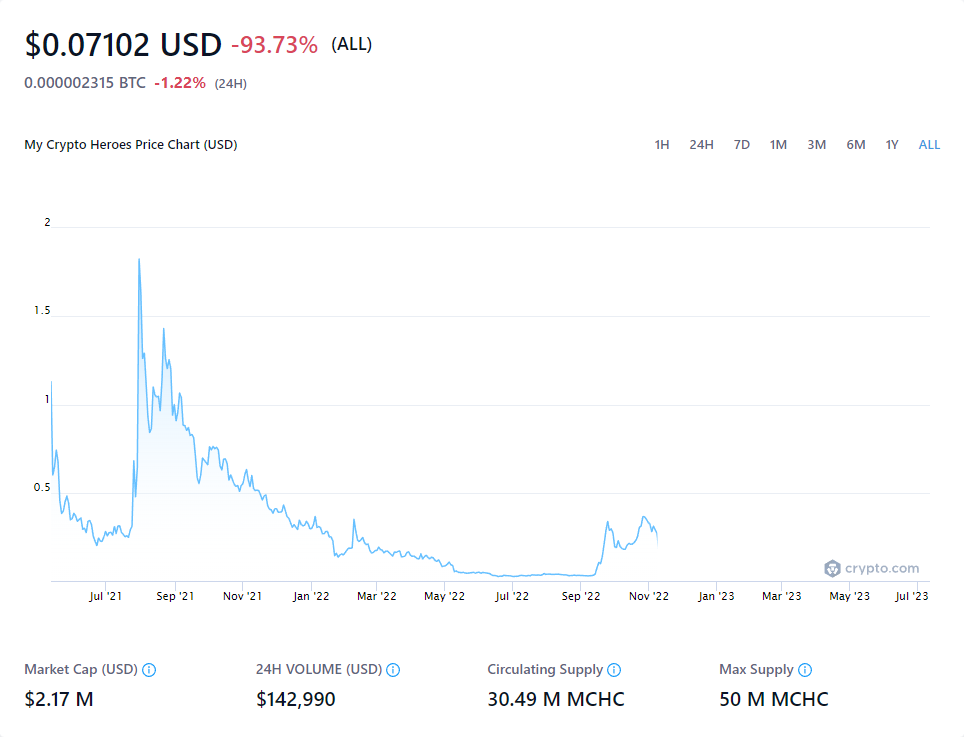 $0.07102 USD -93.73% (ALL)
0.000002315 BTC -1.22% (24H)
My Crypto Heroes Price Chart (USD) 1H 24H 7D 1M 3M 6M 1Y ALL
2
1.5
1
0.5
crypto.com
Jul '21 Sep '21 Nov '21 Jan '22 Mar '22 May '22 Jul '22 Sep '22 Nov '22 Jan '23 Mar '23 May '23 Jul '23
Market Cap (USD) 24H VOLUME (USD) Circulating Supply Max Supply
$2.17 M $142,990 30.49 M MCHC 50 M MCHC